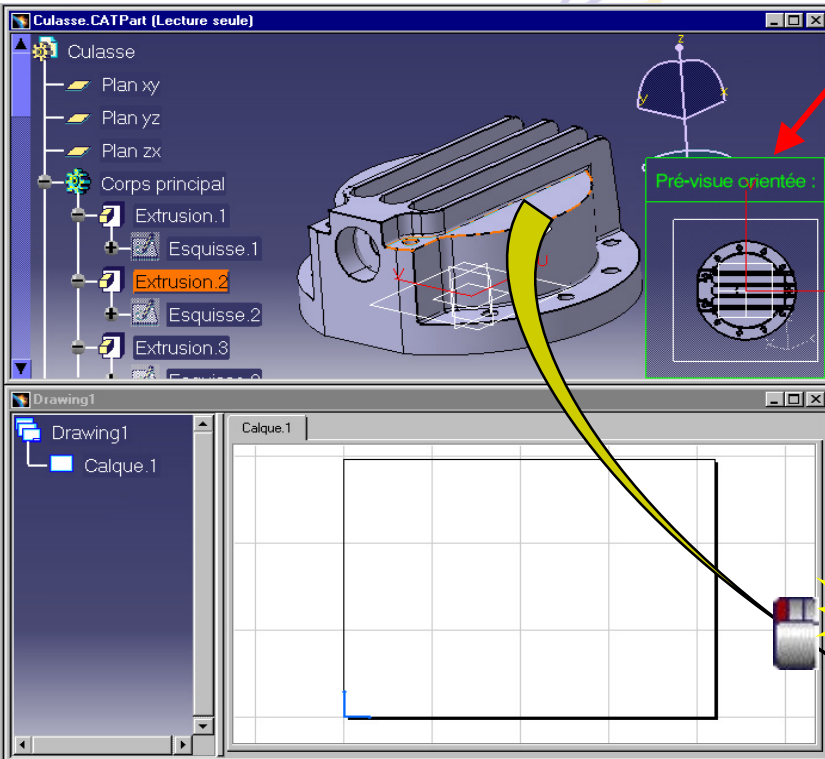 Culasse.CATPart (Lecture seule)
Culasse
Plan xy
Plan yz
Plan zx
Corps principal
Extrusion.1
Esquisse.1
Extrusion.2
Esquisse.2
Extrusion.3
z
y
x
Pré-visue orientée :
y
U
Drawing1
Drawing1
Calque.1
Calque.1